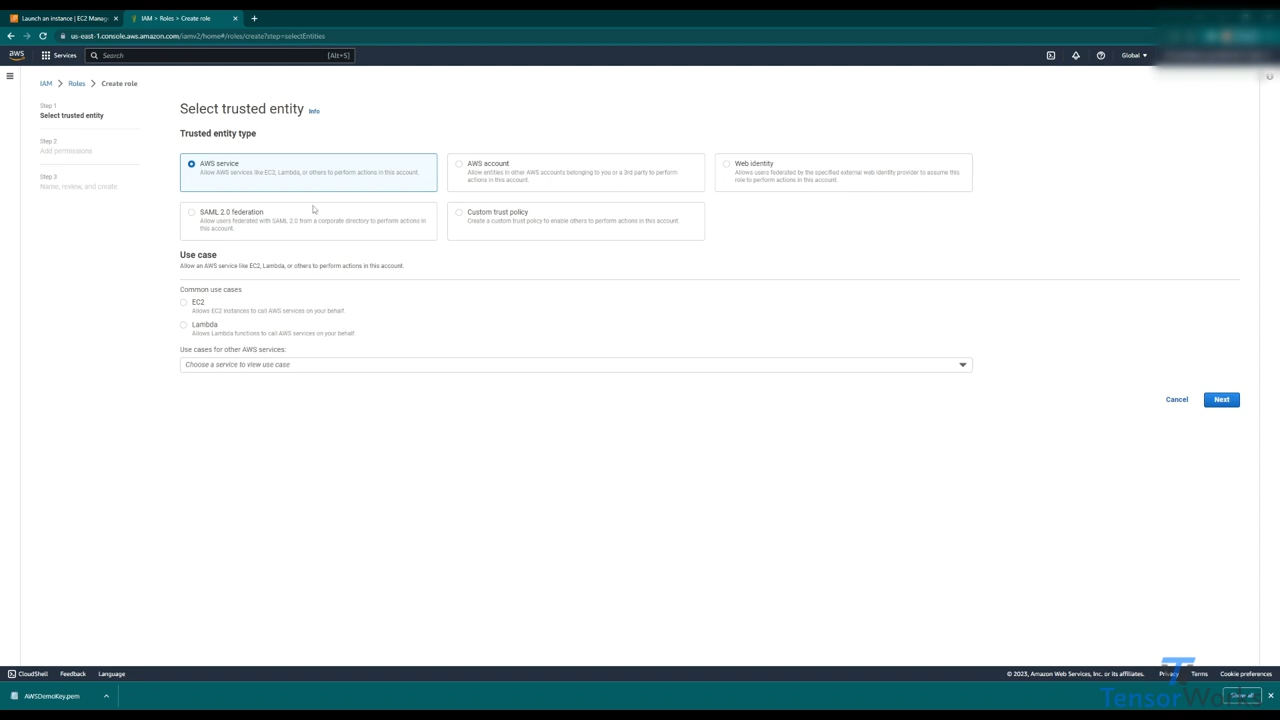 Launch an instance | EC2 Manag
IAM > Roles > Create role
us-east-1.console.aws.amazon.com/iamv2/home#/roles/create?step=selectEntities
aws
Services
Search
[Alt+S]
Global
IAM > Roles > Create role
Step 1
Select trusted entity
Step 2
Add permissions
Step 3
Name, review, and create
Select trusted entity Info
Trusted entity type
AWS service
Allow AWS services like EC2, Lambda, or others to perform actions in this account.
AWS account
Allow entities in other AWS accounts belonging to you or a 3rd party to perform
actions in this account.
Web identity
Allows users federated by the specified external web identity provider to assume this
role to perform actions in this account.
SAML 2.0 federation
Allow users federated with SAML 2.0 from a corporate directory to perform actions in
this account.
Custom trust policy
Create a custom trust policy to enable others to perform actions in this account.
Use case
Allow an AWS service like EC2, Lambda, or others to perform actions in this account.
Common use cases
EC2
Allows EC2 instances to call AWS services on your behalf.
Lambda
Allows Lambda functions to call AWS services on your behalf.
Use cases for other AWS services:
Choose a service to view use case
Cancel
Next
CloudShell
Feedback
Language
© 2023, Amazon Web Services, Inc. or its affiliates.
Privacy
Terms
Cookie preferences
AWSDemoKey.pem
Show all
TensorWorks